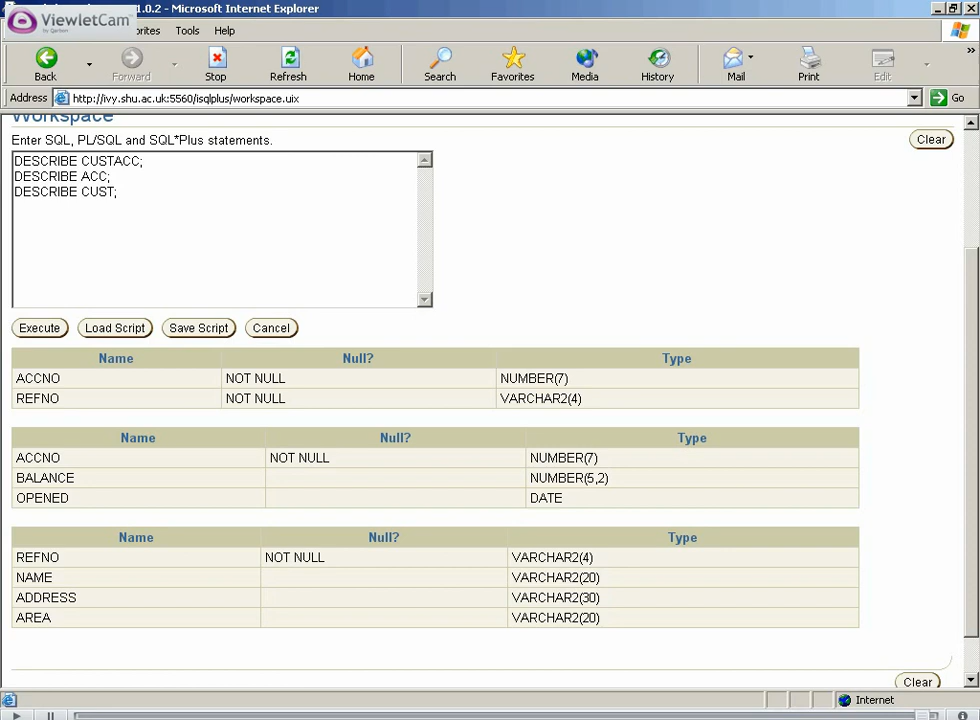 ViewletCam
by Qarbon
1.0.2 - Microsoft Internet Explorer
rites Tools Help
Back Forward Stop Refresh Home Search Favorites Media History Mail Print Edit
Address http://ivy.shu.ac.uk:5560/isqlplus/workspace.uix Go
Workspace
Enter SQL, PL/SQL and SQL*Plus statements.
Clear
DESCRIBE CUSTACC;
DESCRIBE ACC;
DESCRIBE CUST;
Execute Load Script Save Script Cancel
Name Null? Type
ACCNO NOT NULL NUMBER(7)
REFNO NOT NULL VARCHAR2(4)
Name Null? Type
ACCNO NOT NULL NUMBER(7)
BALANCE NUMBER(5,2)
OPENED DATE
Name Null? Type
REFNO NOT NULL VARCHAR2(4)
NAME VARCHAR2(20)
ADDRESS VARCHAR2(30)
AREA VARCHAR2(20)
Clear
Internet